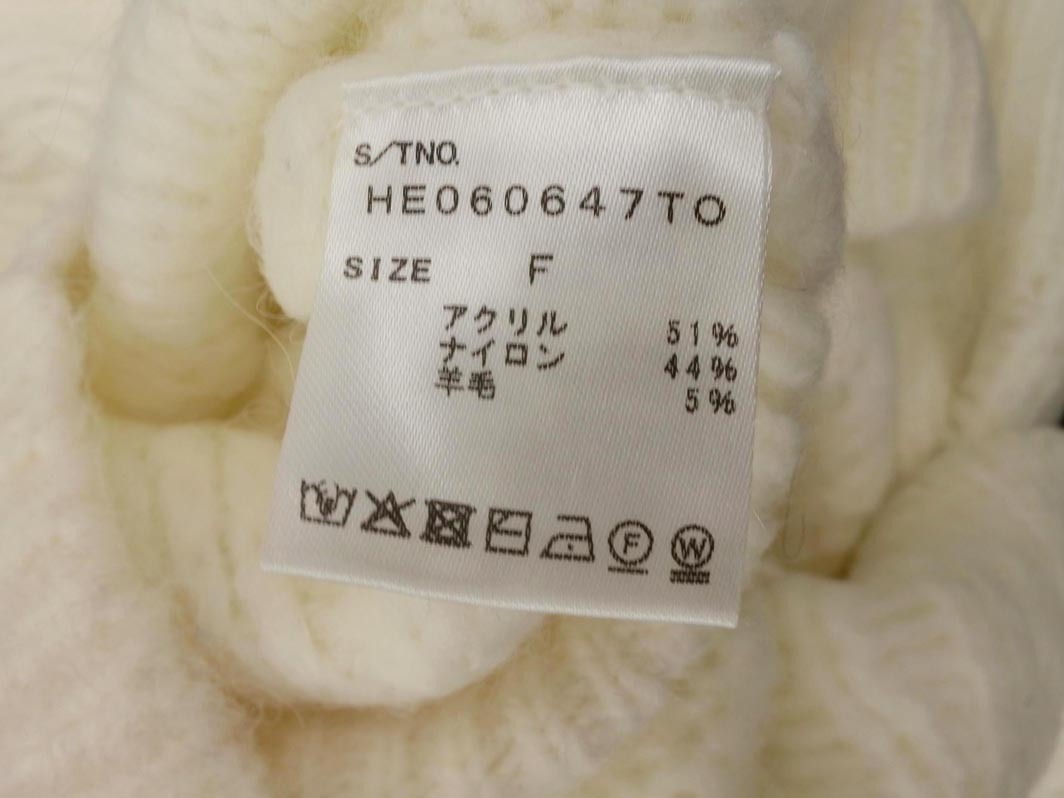 S/TNO.
HE060647TO
SIZE F
アクリル 51%
ナイロン 44%
羊毛 5%
F W